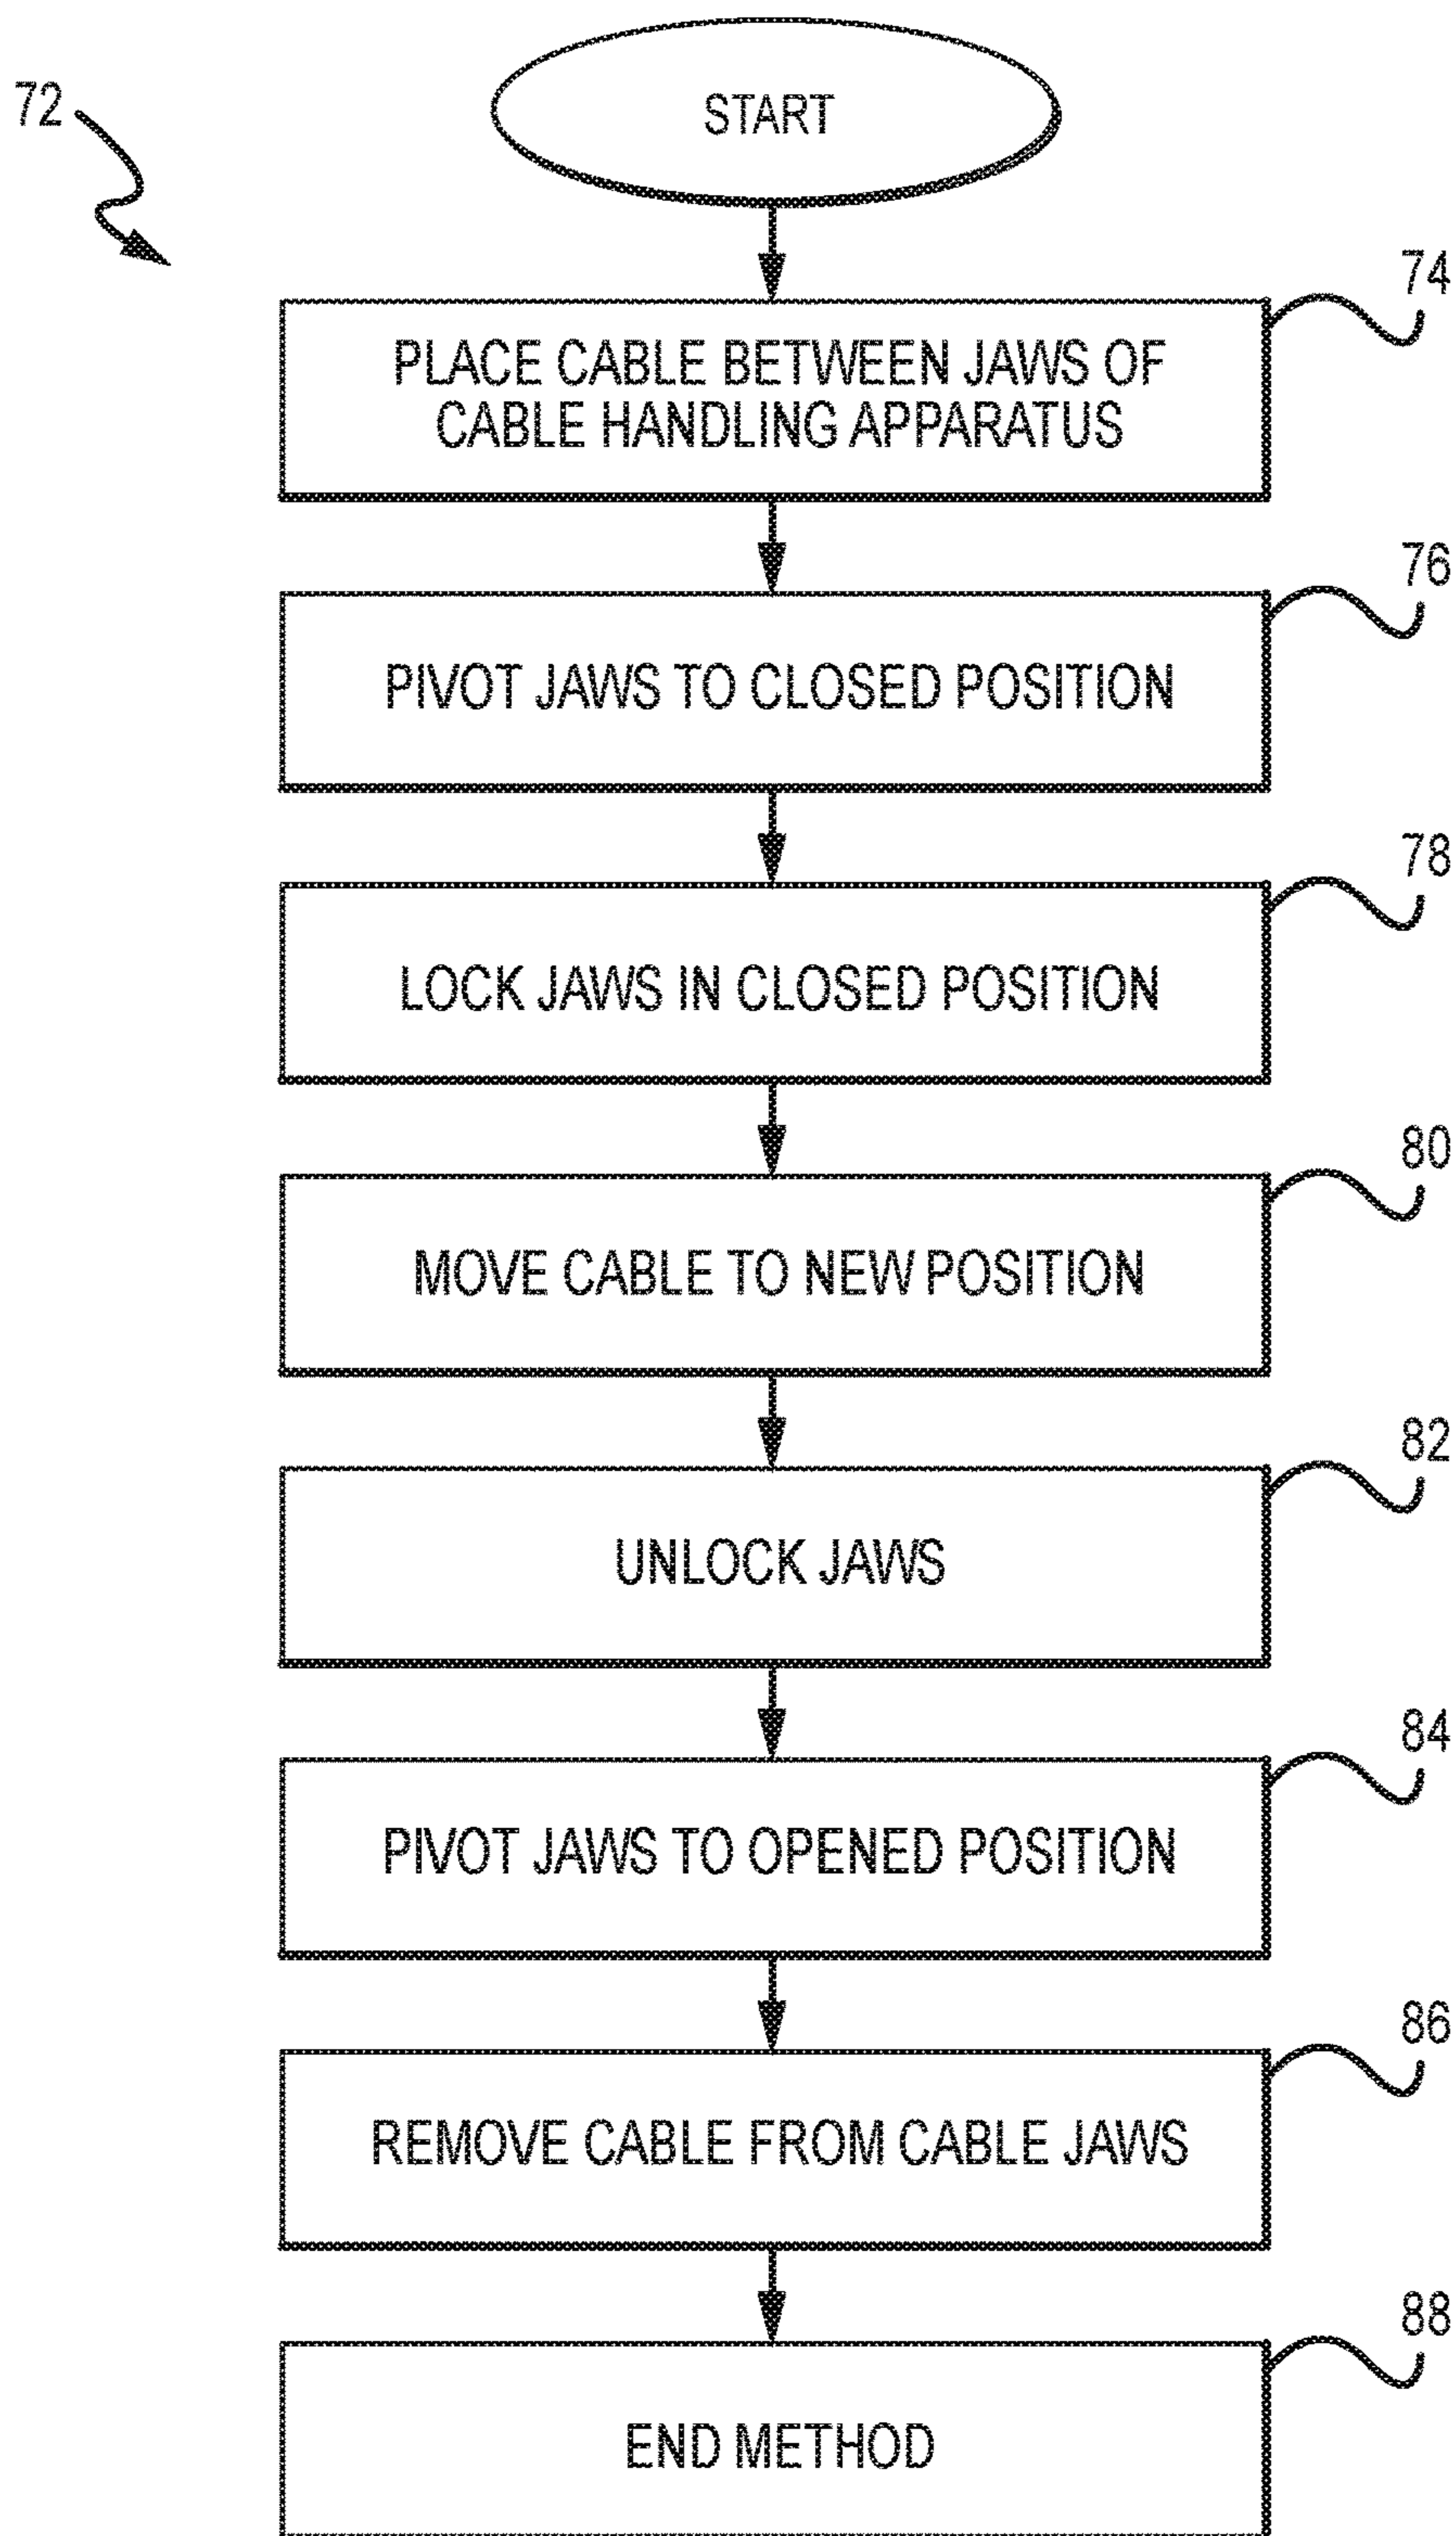 72
START
74
PLACE CABLE BETWEEN JAWS OF
CABLE HANDLING APPARATUS
76
PIVOT JAWS TO CLOSED POSITION
78
LOCK JAWS IN CLOSED POSITION
80
MOVE CABLE TO NEW POSITION
82
UNLOCK JAWS
84
PIVOT JAWS TO OPENED POSITION
86
REMOVE CABLE FROM CABLE JAWS
88
END METHOD